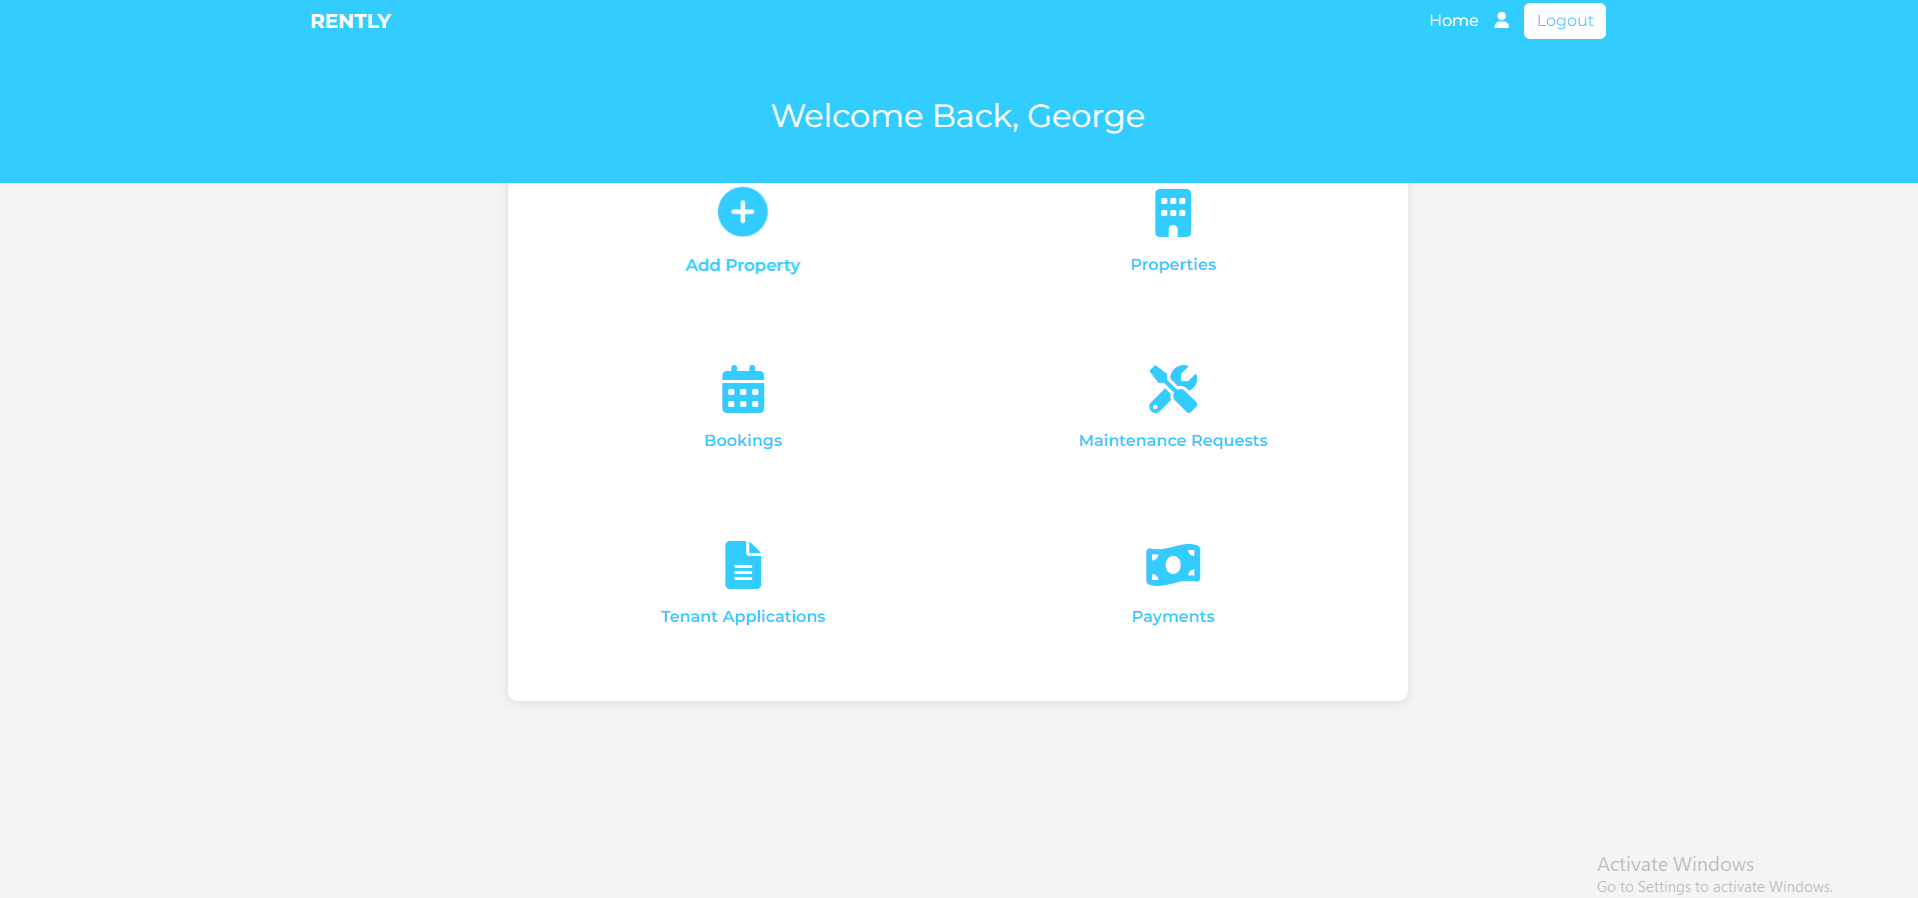 RENTLY
Home
Logout
Welcome Back, George
Add Property
Properties
Bookings
Maintenance Requests
Tenant Applications
Payments
Activate Windows
Go to Settings to activate Windows.